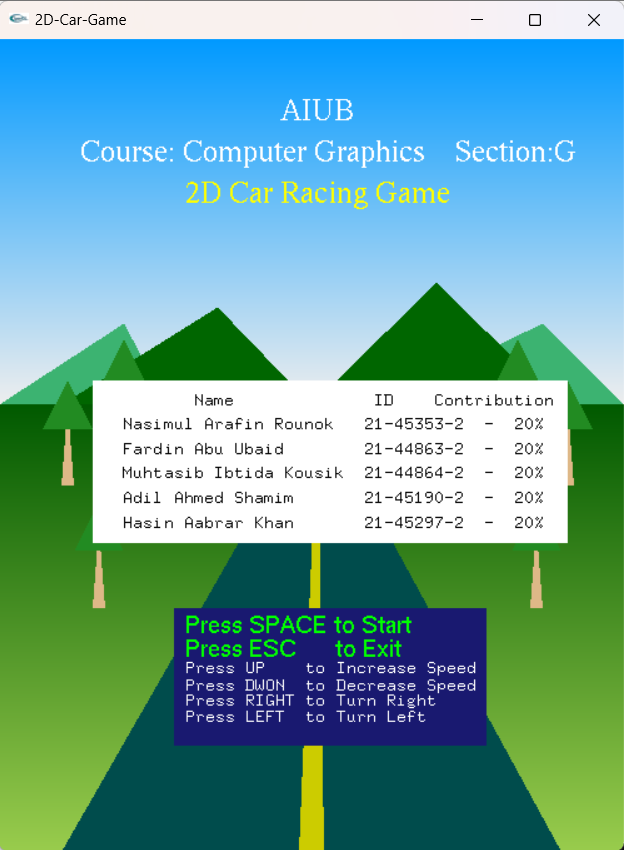 2D-Car-Game
AIUB
Course: Computer Graphics Section:G
2D Car Racing Game
Name ID Contribution
Nasimul Arafin Rounok 21-45353-2 - 20%
Fardin Abu Ubaid 21-44863-2 - 20%
Muhtasib Ibtida Kousik 21-44864-2 - 20%
Adil Ahmed Shamim 21-45190-2 - 20%
Hasin Aabrar Khan 21-45297-2 - 20%
Press SPACE to Start
Press ESC to Exit
Press UP to Increase Speed
Press DWON to Decrease Speed
Press RIGHT to Turn Right
Press LEFT to Turn Left